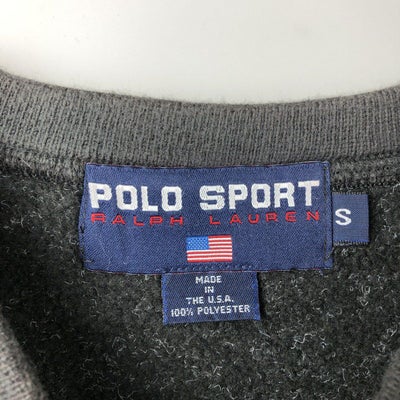 POLO SPORT
RALPH LAUREN
S
MADE
IN
THE U.S.A.
100% POLYESTER